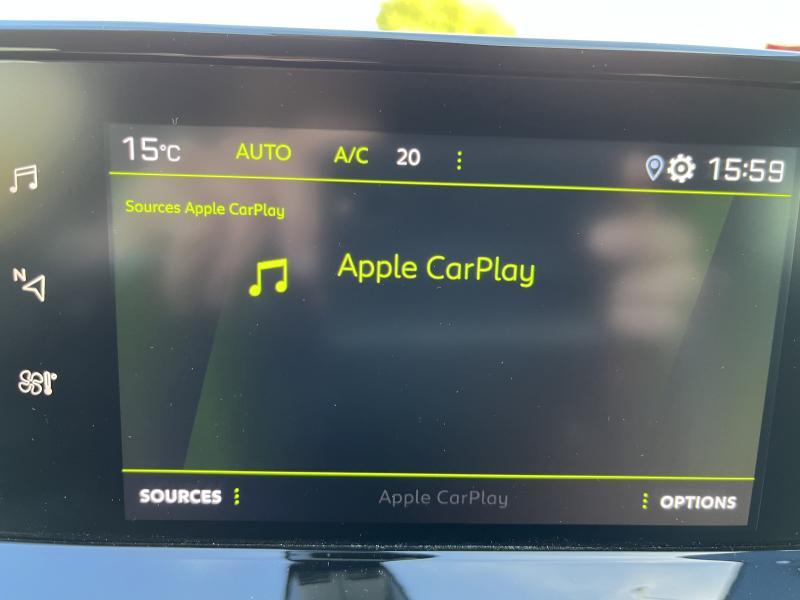 15°C AUTO A/C 20 15:59
Sources Apple CarPlay
Apple CarPlay
N
SOURCES Apple CarPlay OPTIONS